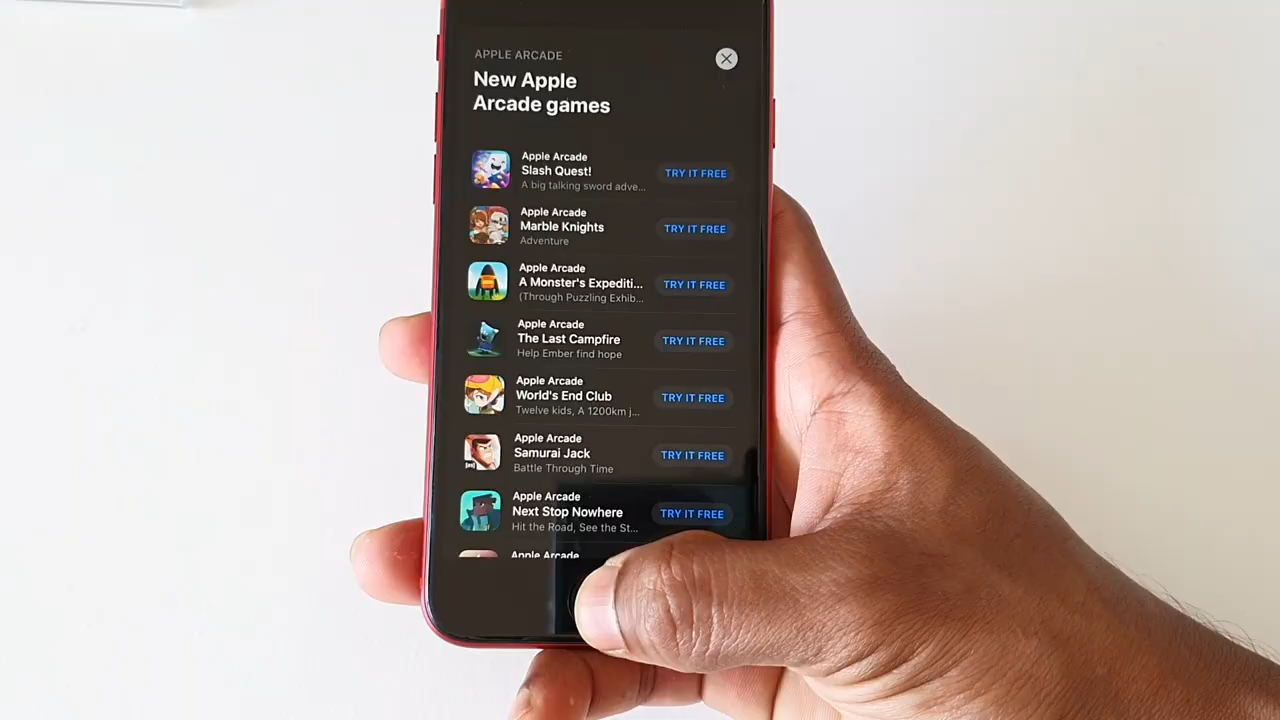 APPLE ARCADE
New Apple
Arcade games
Apple Arcade
Slash Quest!
A big talking sword adve...
TRY IT FREE
Apple Arcade
Marble Knights
Adventure
TRY IT FREE
Apple Arcade
A Monster's Expediti...
(Through Puzzling Exhib...
TRY IT FREE
Apple Arcade
The Last Campfire
Help Ember find hope
TRY IT FREE
Apple Arcade
World's End Club
Twelve kids, A 1200km j...
TRY IT FREE
Apple Arcade
Samurai Jack
Battle Through Time
TRY IT FREE
Apple Arcade
Next Stop Nowhere
Hit the Road, See the St...
TRY IT FREE
Apple Arcade